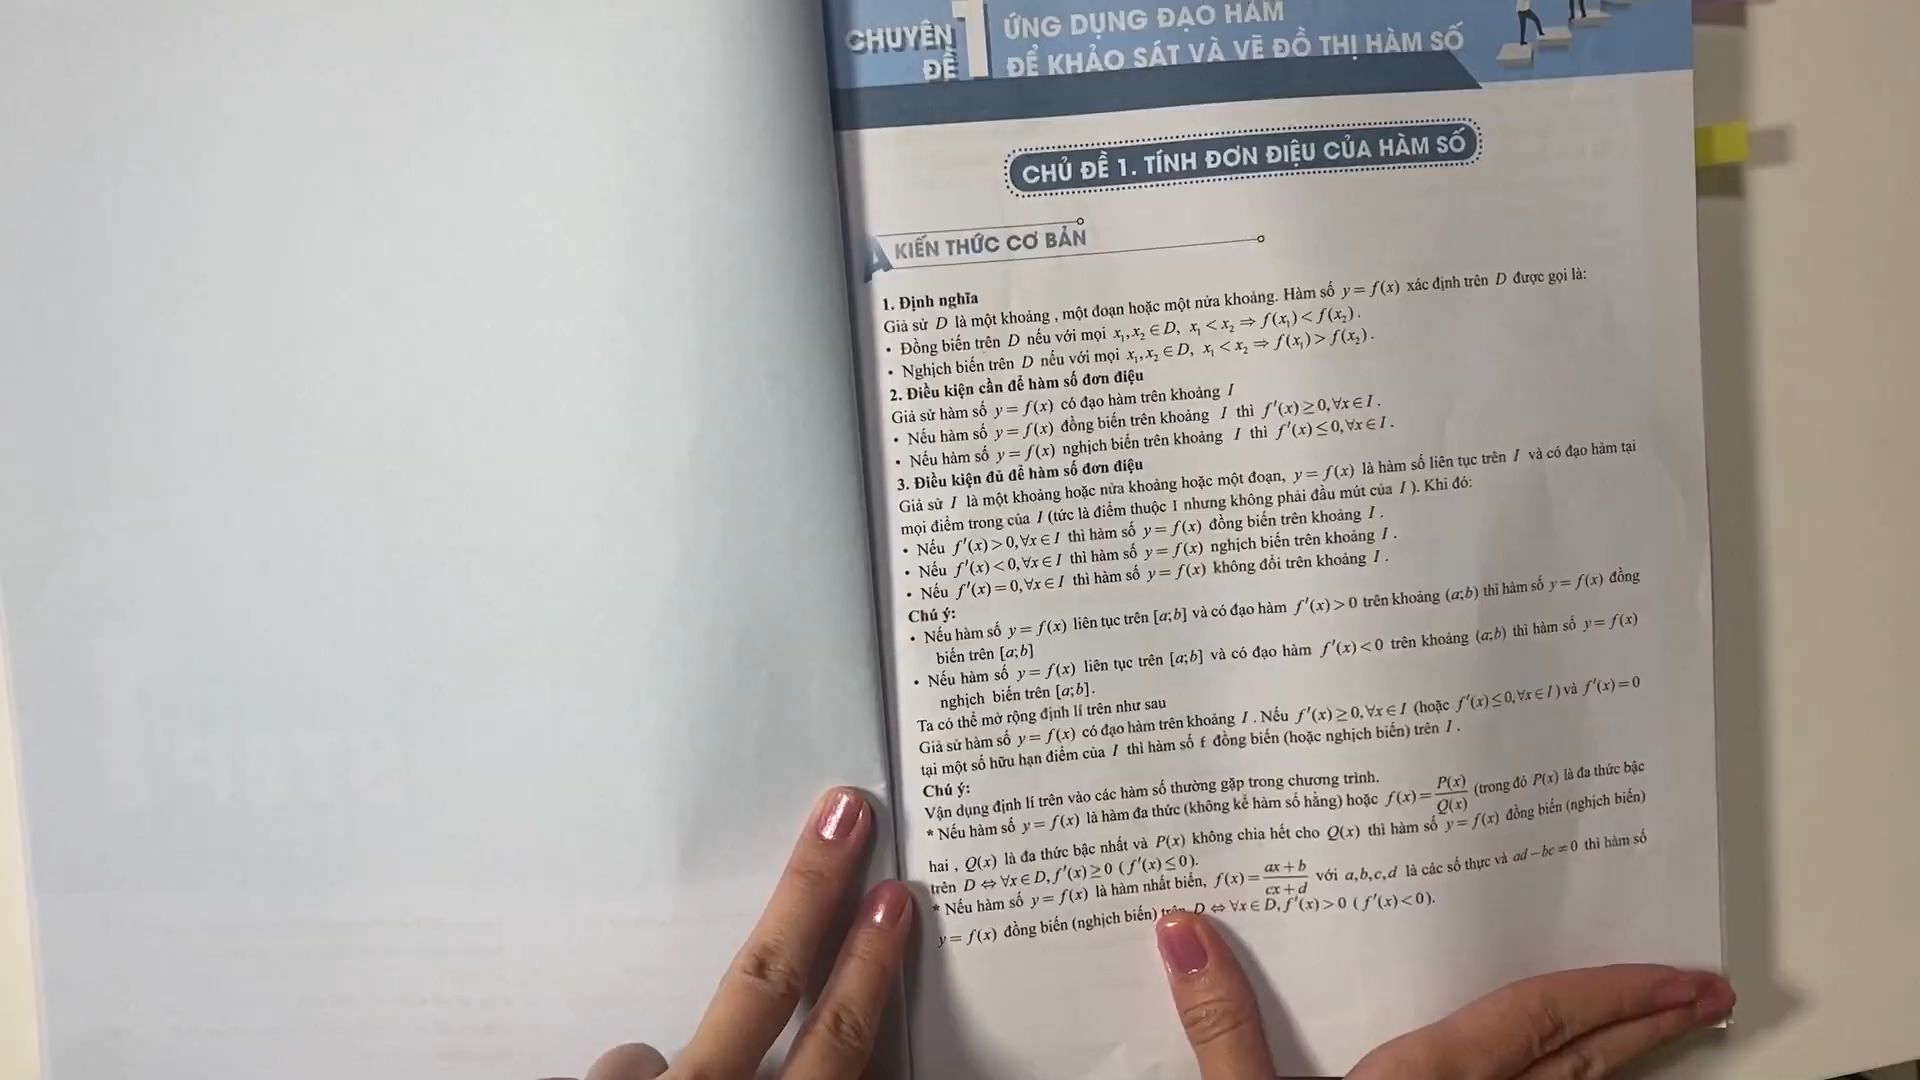 CHUYÊN ĐỀ 1
ỨNG DỤNG ĐẠO HÀM
ĐỂ KHẢO SÁT VÀ VẼ ĐỒ THỊ HÀM SỐ
CHỦ ĐỀ 1. TÍNH ĐƠN ĐIỆU CỦA HÀM SỐ
A KIẾN THỨC CƠ BẢN
1. Định nghĩa
Giả sử D là một khoảng , một đoạn hoặc một nửa khoảng. Hàm số y = f(x) xác định trên D được gọi là:
• Đồng biến trên D nếu với mọi x₁, x₂ ∈ D, x₁ < x₂ ⇒ f(x₁) < f(x₂).
• Nghịch biến trên D nếu với mọi x₁, x₂ ∈ D, x₁ < x₂ ⇒ f(x₁) > f(x₂).
2. Điều kiện cần để hàm số đơn điệu
Giả sử hàm số y = f(x) có đạo hàm trên khoảng I
• Nếu hàm số y = f(x) đồng biến trên khoảng I thì f'(x) ≥ 0, ∀x ∈ I.
• Nếu hàm số y = f(x) nghịch biến trên khoảng I thì f'(x) ≤ 0, ∀x ∈ I.
3. Điều kiện đủ để hàm số đơn điệu
Giả sử I là một khoảng hoặc nửa khoảng hoặc một đoạn, y = f(x) là hàm số liên tục trên I và có đạo hàm tại
mọi điểm trong của I (tức là điểm thuộc I nhưng không phải đầu mút của I ). Khi đó:
• Nếu f'(x) > 0, ∀x ∈ I thì hàm số y = f(x) đồng biến trên khoảng I .
• Nếu f'(x) < 0, ∀x ∈ I thì hàm số y = f(x) nghịch biến trên khoảng I .
• Nếu f'(x) = 0, ∀x ∈ I thì hàm số y = f(x) không đổi trên khoảng I .
Chú ý:
• Nếu hàm số y = f(x) liên tục trên [a;b] và có đạo hàm f'(x) > 0 trên khoảng (a;b) thì hàm số y = f(x) đồng
biến trên [a;b]
• Nếu hàm số y = f(x) liên tục trên [a;b] và có đạo hàm f'(x) < 0 trên khoảng (a;b) thì hàm số y = f(x)
nghịch biến trên [a;b].
Ta có thể mở rộng định lí trên như sau
Giả sử hàm số y = f(x) có đạo hàm trên khoảng I . Nếu f'(x) ≥ 0, ∀x ∈ I (hoặc f'(x) ≤ 0, ∀x ∈ I ) và f'(x) = 0
tại một số hữu hạn điểm của I thì hàm số f đồng biến (hoặc nghịch biến) trên I .
Chú ý:
Vận dụng định lí trên vào các hàm số thường gặp trong chương trình.
* Nếu hàm số y = f(x) là hàm đa thức (không kể hàm số hằng) hoặc f(x) = P(x)/Q(x) (trong đó P(x) là đa thức bậc
hai , Q(x) là đa thức bậc nhất và P(x) không chia hết cho Q(x) thì hàm số y = f(x) đồng biến (nghịch biến)
trên D ⇔ ∀x ∈ D, f'(x) ≥ 0 ( f'(x) ≤ 0).
* Nếu hàm số y = f(x) là hàm nhất biến, f(x) = (ax+b)/(cx+d) với a,b,c,d là các số thực và ad − bc ≠ 0 thì hàm số
y = f(x) đồng biến (nghịch biến) trên D ⇔ ∀x ∈ D, f'(x) > 0 ( f'(x) < 0).